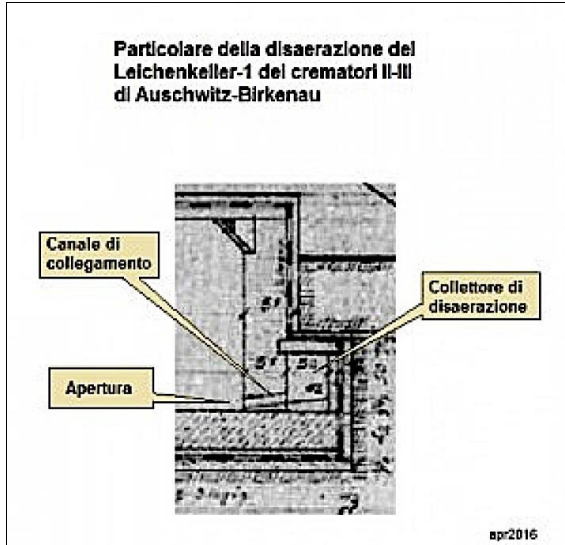 Particolare della disaerazione del
Leichenkeller-1 dei crematori II-III
di Auschwitz-Birkenau
Canale di
collegamento
Collettore di
disaerazione
Apertura
apr2016